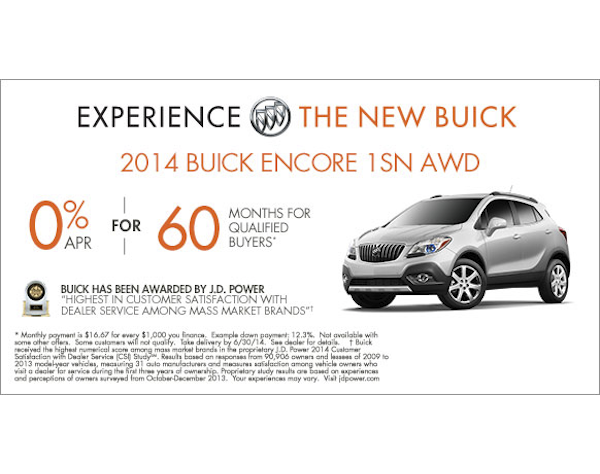 EXPERIENCE THE NEW BUICK
2014 BUICK ENCORE 1SN AWD
0% APR FOR 60 MONTHS FOR
QUALIFIED
BUYERS*
BUICK HAS BEEN AWARDED BY J.D. POWER
"HIGHEST IN CUSTOMER SATISFACTION WITH
DEALER SERVICE AMONG MASS MARKET BRANDS"†
* Monthly payment is $16.67 for every $1,000 you finance. Example down payment: 12.3%. Not available with
some other offers. Some customers will not qualify. Take delivery by 6/30/14. See dealer for details. † Buick
received the highest numerical score among mass market brands in the proprietary J.D. Power 2014 Customer
Satisfaction with Dealer Service (CSI) Study℠. Results based on responses from 90,906 owners and lessees of 2009 to
2013 model-year vehicles, measuring 31 auto manufacturers and measures satisfaction among vehicle owners who
visit a dealer for service during the first three years of ownership. Proprietary study results are based on experiences
and perceptions of owners surveyed from October-December 2013. Your experiences may vary. Visit jdpower.com